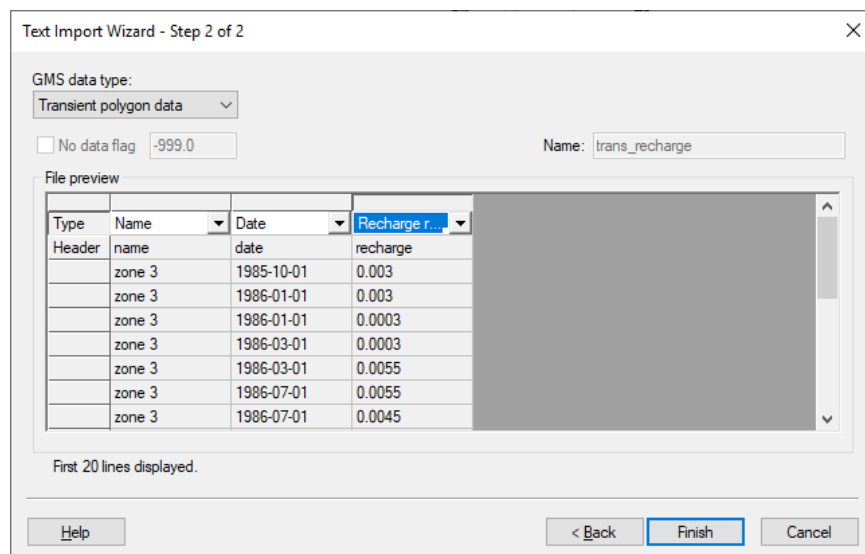 Text Import Wizard - Step 2 of 2
GMS data type:
Transient polygon data
No data flag -999.0 Name: trans_recharge
File preview
Type Name Date Recharge r...
Header name date recharge
zone 3 1985-10-01 0.003
zone 3 1986-01-01 0.003
zone 3 1986-01-01 0.0003
zone 3 1986-03-01 0.0003
zone 3 1986-03-01 0.0055
zone 3 1986-07-01 0.0055
zone 3 1986-07-01 0.0045
First 20 lines displayed.
Help < Back Finish Cancel